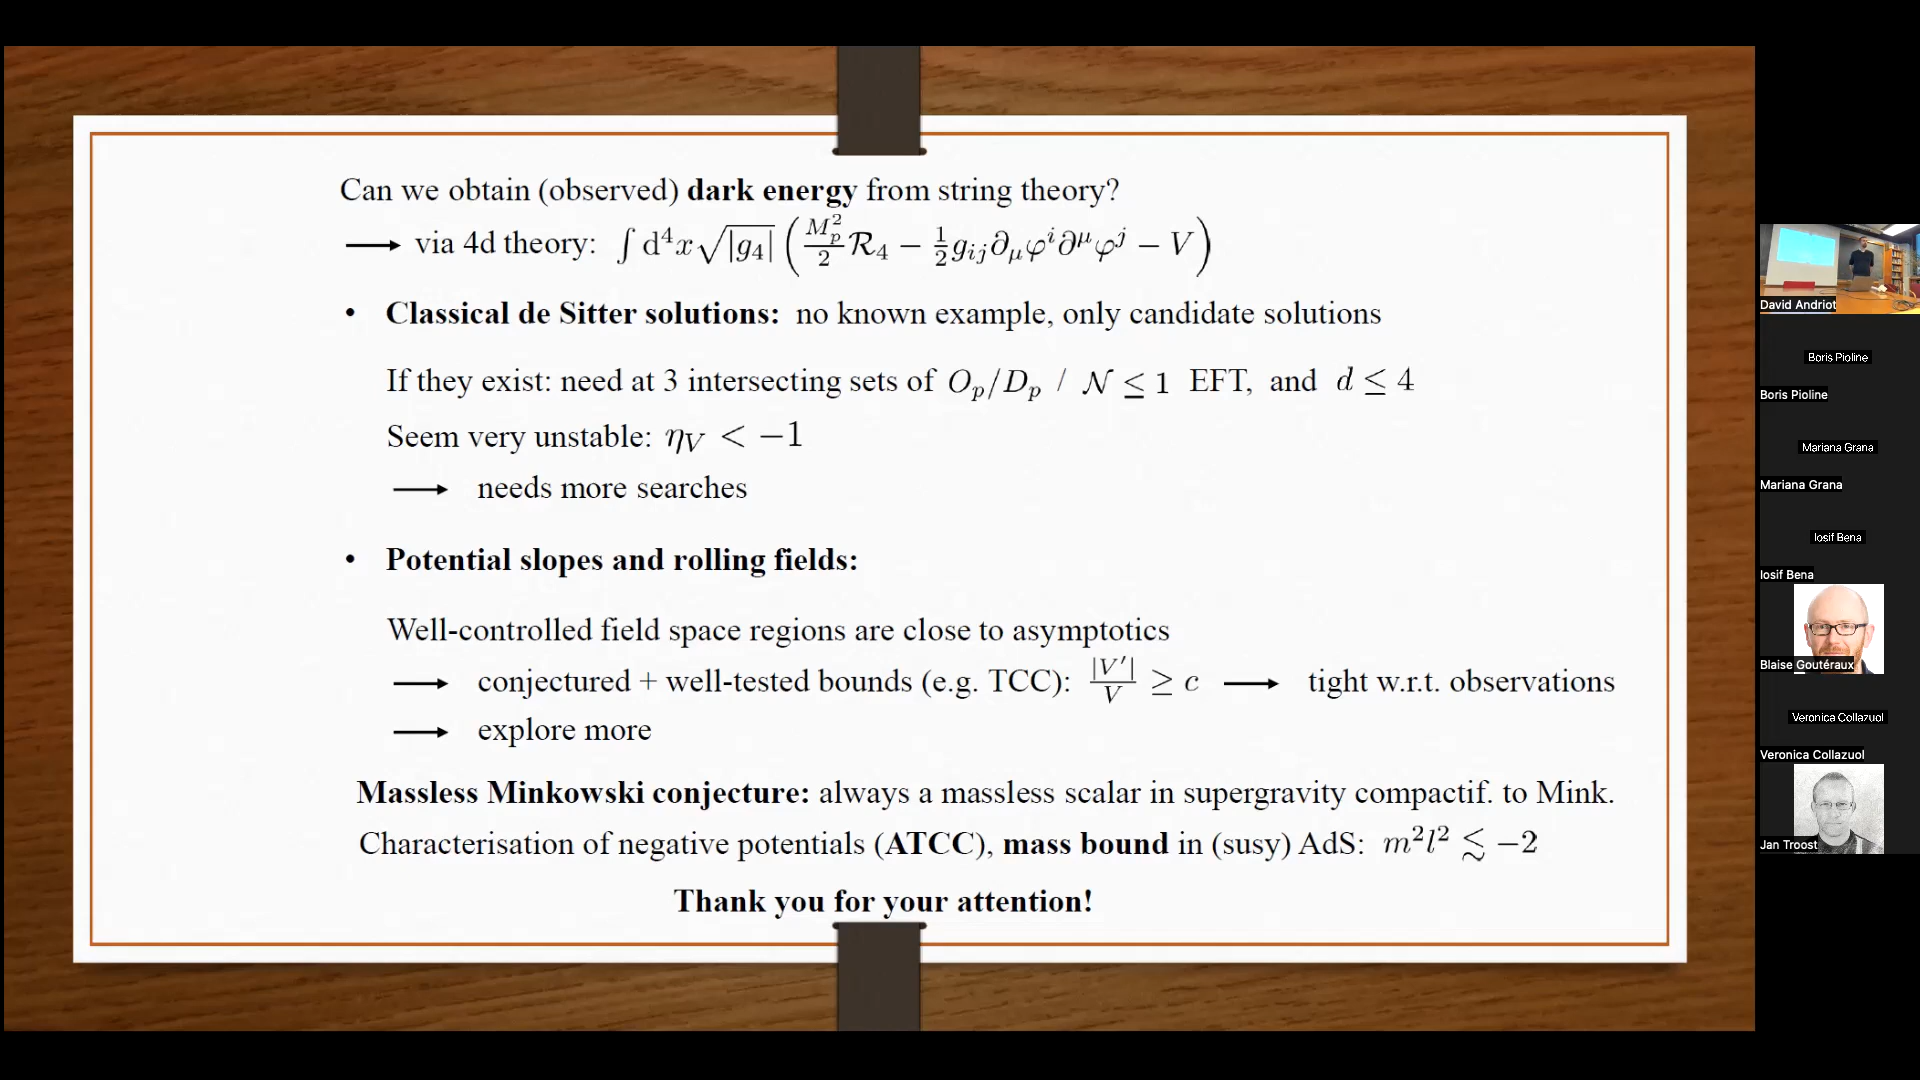 Can we obtain (observed) dark energy from string theory?
⟶ via 4d theory: ∫ d⁴x √|g₄| ( M_p²/2 ℛ₄ − ½ g_{ij} ∂_μ φ^i ∂^μ φ^j − V )
• Classical de Sitter solutions: no known example, only candidate solutions
If they exist: need at 3 intersecting sets of O_p/D_p / 𝒩 ≤ 1 EFT, and d ≤ 4
Seem very unstable: η_V < −1
⟶ needs more searches
• Potential slopes and rolling fields:
Well-controlled field space regions are close to asymptotics
⟶ conjectured + well-tested bounds (e.g. TCC): |V′|/V ≥ c ⟶ tight w.r.t. observations
⟶ explore more
Massless Minkowski conjecture: always a massless scalar in supergravity compactif. to Mink.
Characterisation of negative potentials (ATCC), mass bound in (susy) AdS: m²l² ≲ −2
Thank you for your attention!
David Andriot
Boris Pioline
Boris Pioline
Mariana Grana
Mariana Grana
Iosif Bena
Iosif Bena
Blaise Goutéraux
Veronica Collazuol
Veronica Collazuol
Jan Troost